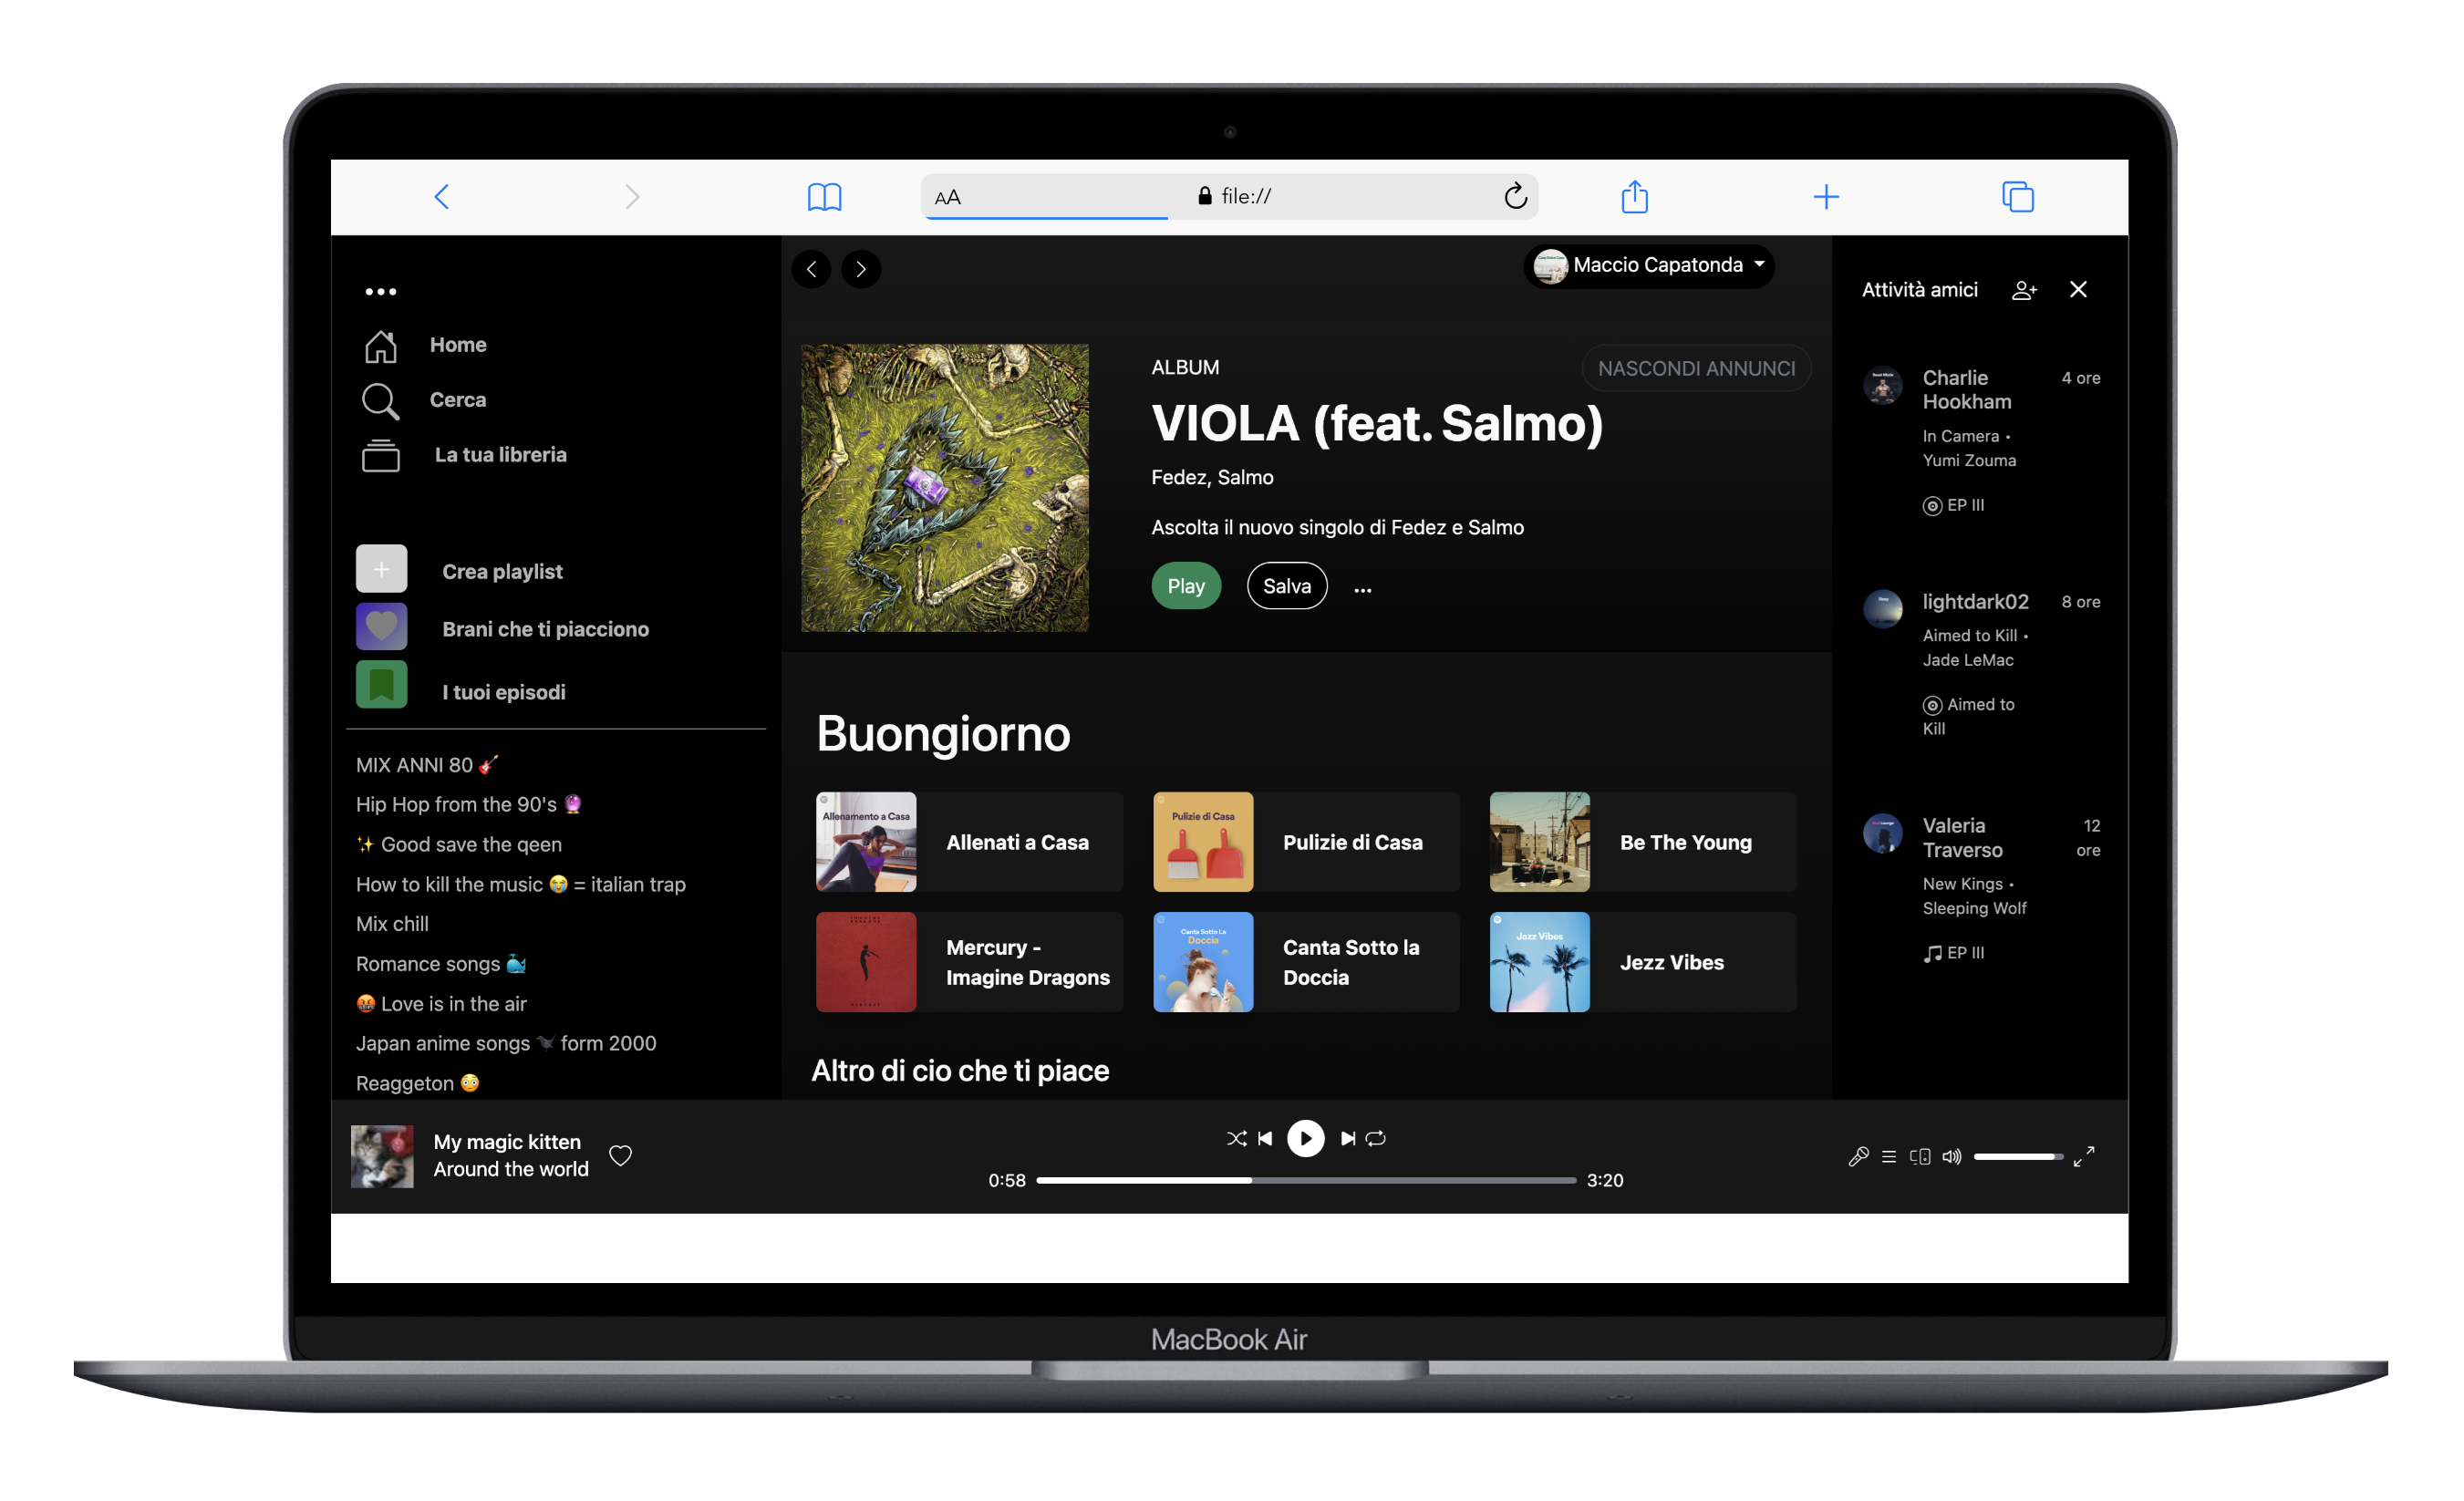 AA
file://
Home
Cerca
La tua libreria
Crea playlist
Brani che ti piacciono
I tuoi episodi
MIX ANNI 80 🎸
Hip Hop from the 90's 🔮
✨ Good save the qeen
How to kill the music 😭 = italian trap
Mix chill
Romance songs 🐳
🤬 Love is in the air
Japan anime songs 🐦‍⬛ form 2000
Reaggeton 😳
Maccio Capatonda
ALBUM
NASCONDI ANNUNCI
VIOLA (feat. Salmo)
Fedez, Salmo
Ascolta il nuovo singolo di Fedez e Salmo
Play
Salva
...
Buongiorno
Allenamento a Casa
Allenati a Casa
Pulizie di Casa
Pulizie di Casa
Be The Young
Mercury -
Imagine Dragons
Canta Sotto La
Doccia
Canta Sotto la
Doccia
Jazz Vibes
Jezz Vibes
Altro di cio che ti piace
Attività amici
Charlie
Hookham
4 ore
In Camera •
Yumi Zouma
EP III
lightdark02
8 ore
Aimed to Kill •
Jade LeMac
Aimed to
Kill
Valeria
Traverso
12
ore
New Kings •
Sleeping Wolf
EP III
My magic kitten
Around the world
0:58
3:20
MacBook Air